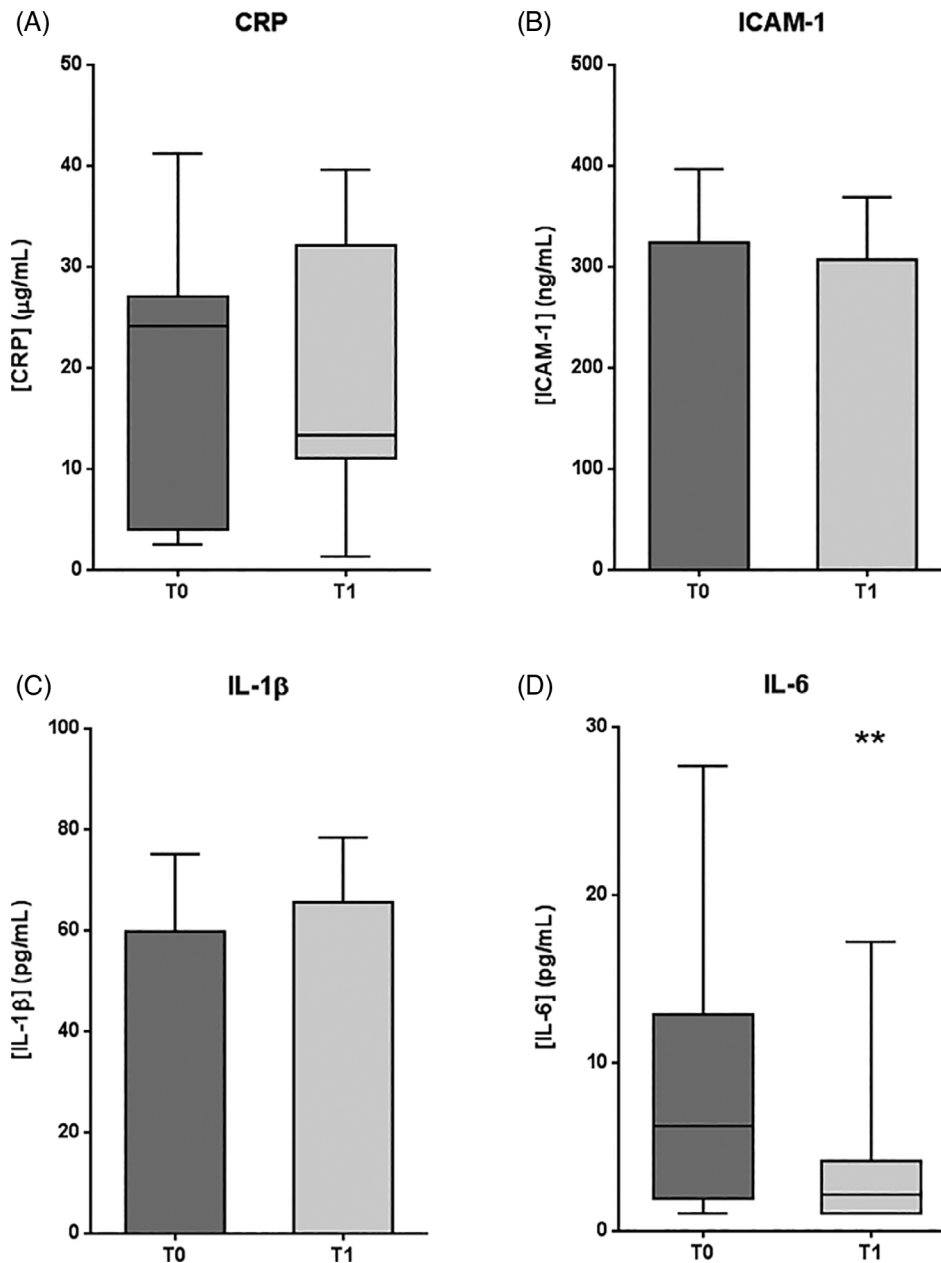 (A)
CRP
[CRP] (μg/mL)
50
40
30
20
10
0
T0
T1
(B)
ICAM-1
[ICAM-1] (ng/mL)
500
400
300
200
100
0
T0
T1
(C)
IL-1β
[IL-1β] (pg/mL)
100
80
60
40
20
0
T0
T1
(D)
IL-6
[IL-6] (pg/mL)
30
20
10
0
**
T0
T1